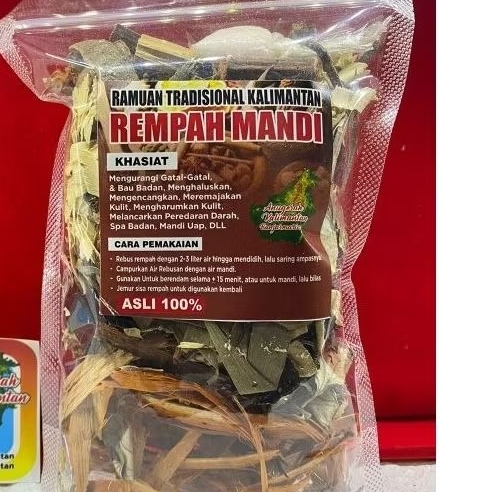 RAMUAN TRADISIONAL KALIMANTAN
REMPAH MANDI
KHASIAT
Mengurangi Gatal-Gatal,
& Bau Badan, Menghaluskan,
Mengencangkan, Meremajakan
Kulit, Mengharumkan Kulit,
Melancarkan Peredaran Darah,
Spa Badan, Mandi Uap, DLL
Anugerah
Kalimantan
CARA PEMAKAIAN
- Rebus rempah dengan 2-3 liter air hingga mendidih, lalu saring ampasnya
- Campurkan Air Rebusan dengan air mandi.
- Gunakan Untuk berendam selama ± 15 menit, atau untuk mandi, lalu bilas
- Jemur sisa rempah untuk digunakan kembali
ASLI 100%